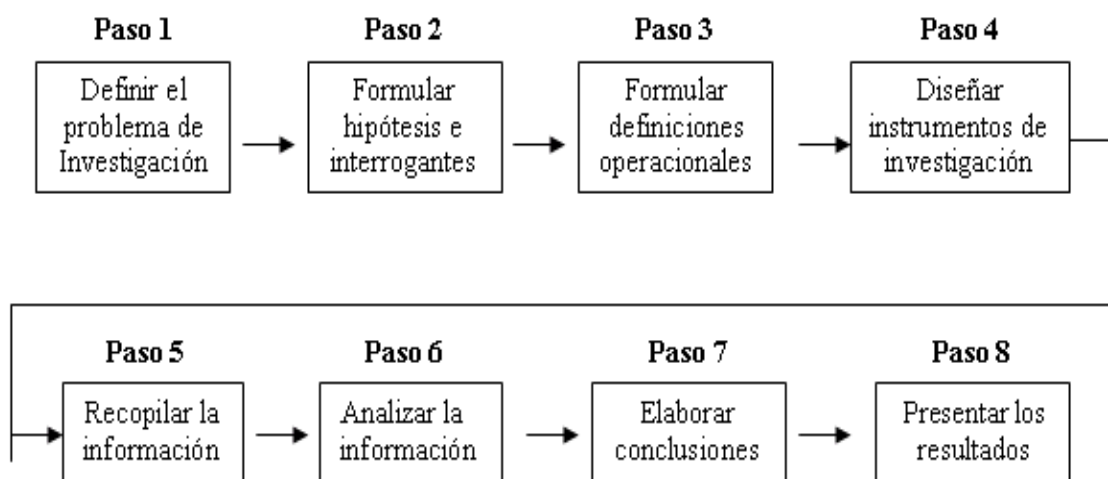 Paso 1
Definir el
problema de
Investigación
Paso 2
Formular
hipótesis e
interrogantes
Paso 3
Formular
definiciones
operacionales
Paso 4
Diseñar
instrumentos de
investigación
Paso 5
Recopilar la
información
Paso 6
Analizar la
información
Paso 7
Elaborar
conclusiones
Paso 8
Presentar los
resultados